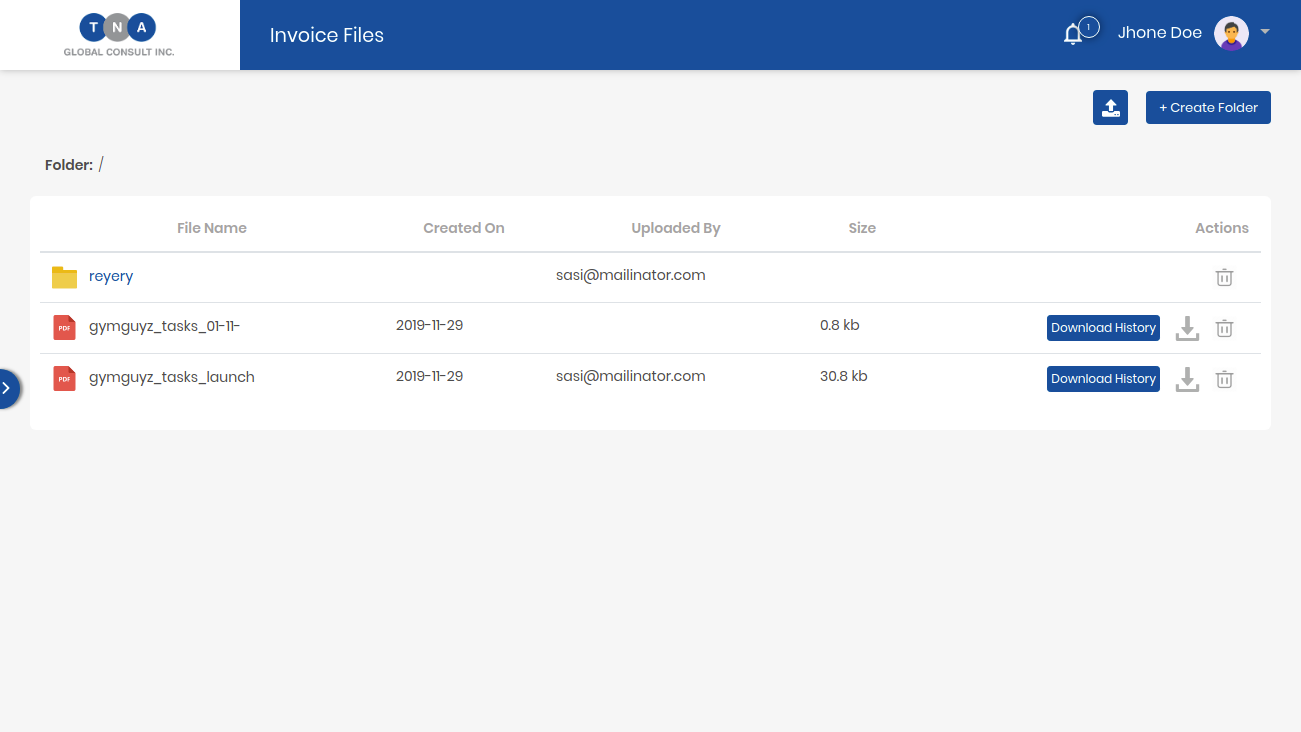 T N A
GLOBAL CONSULT INC.
Invoice Files
1
Jhone Doe
+ Create Folder
Folder: /
File Name Created On Uploaded By Size Actions
reyery sasi@mailinator.com
PDF gymguyz_tasks_01-11- 2019-11-29 0.8 kb Download History
PDF gymguyz_tasks_launch 2019-11-29 sasi@mailinator.com 30.8 kb Download History